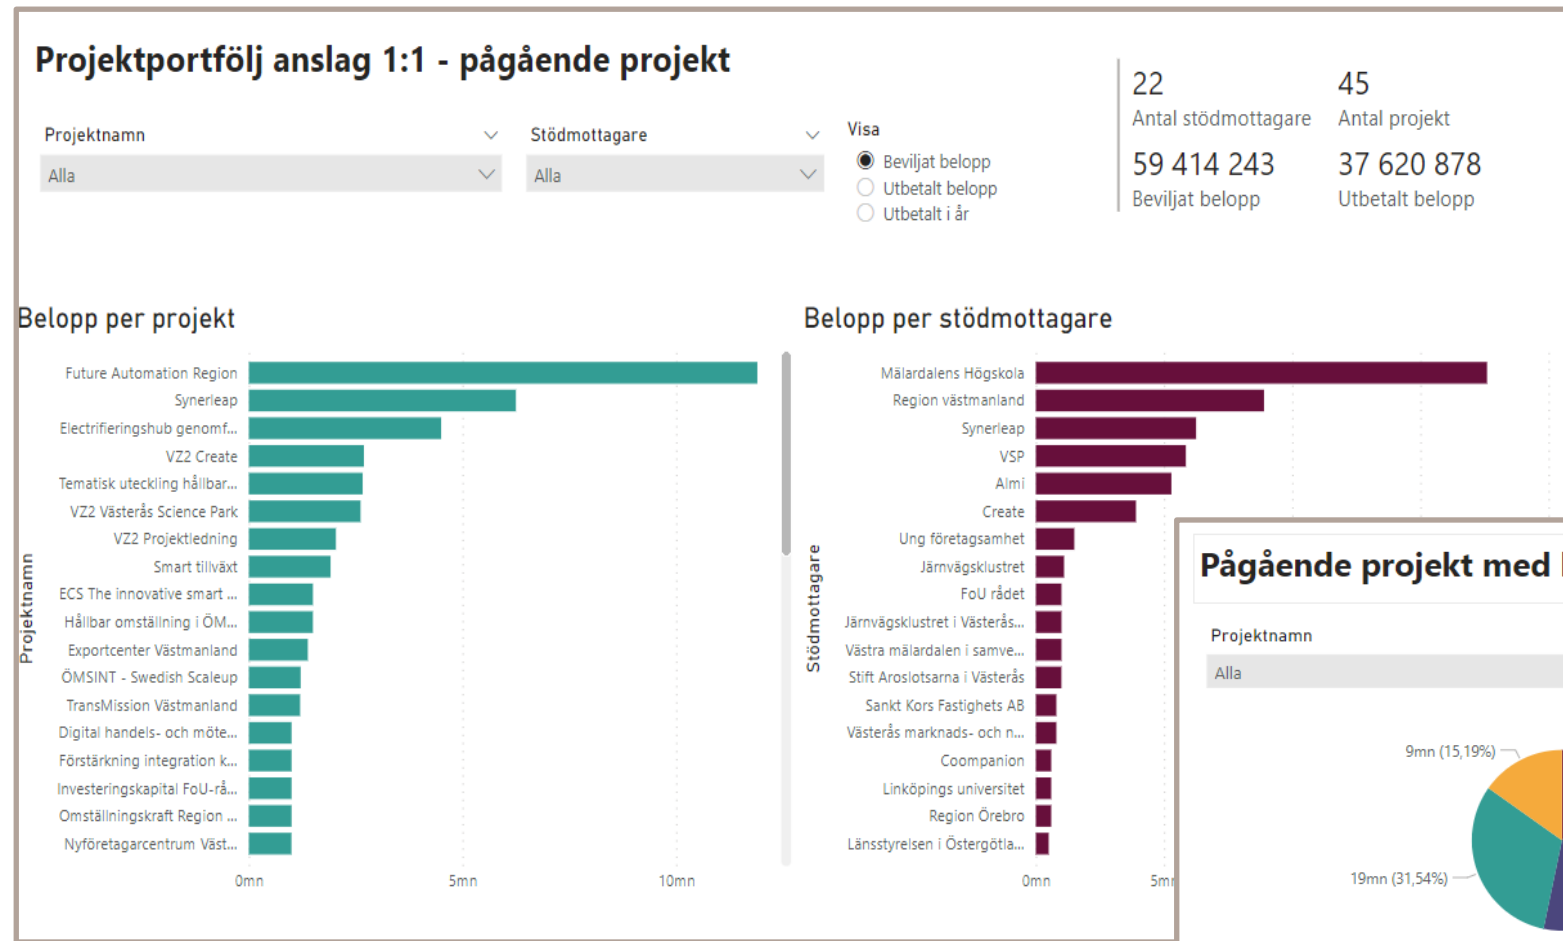 Projektportfölj anslag 1:1 - pågående projekt
Projektnamn
Alla
Stödmottagare
Alla
Visa
Beviljat belopp
Utbetalt belopp
Utbetalt i år
22
Antal stödmottagare
45
Antal projekt
59 414 243
Beviljat belopp
37 620 878
Utbetalt belopp
Belopp per projekt
Projektnamn
Future Automation Region
Synerleap
Electrifieringshub genomf...
VZ2 Create
Tematisk uteckling hållbar...
VZ2 Västerås Science Park
VZ2 Projektledning
Smart tillväxt
ECS The innovative smart ...
Hållbar omställning i ÖM...
Exportcenter Västmanland
ÖMSINT - Swedish Scaleup
TransMission Västmanland
Digital handels- och möte...
Förstärkning integration k...
Investeringskapital FoU-rå...
Omställningskraft Region ...
Nyföretagarcentrum Väst...
0mn
5mn
10mn
Belopp per stödmottagare
Stödmottagare
Mälardalens Högskola
Region västmanland
Synerleap
VSP
Almi
Create
Ung företagsamhet
Järnvägsklustret
FoU rådet
Järnvägsklustret i Västerås...
Västra mälardalen i samve...
Stift Aroslotsarna i Västerås
Sankt Kors Fastighets AB
Västerås marknads- och n...
Coompanion
Linköpings universitet
Region Örebro
Länsstyrelsen i Östergötla...
0mn
Pågående projekt med
Projektnamn
Alla
9mn (15,19%)
19mn (31,54%)